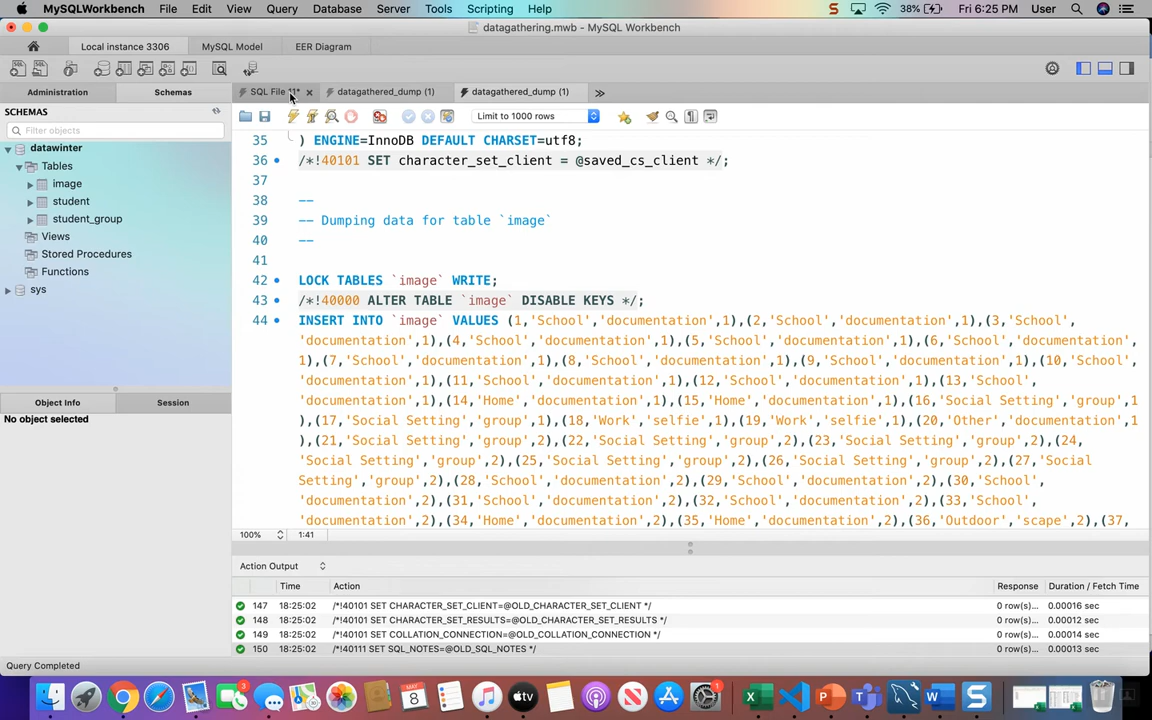 MySQLWorkbench File Edit View Query Database Server Tools Scripting Help S 38% Fri 6:25 PM User
datagathering.mwb - MySQL Workbench
Local instance 3306 MySQL Model EER Diagram
Administration Schemas SQL File datagathered_dump (1) datagathered_dump (1)
SCHEMAS
Limit to 1000 rows
Filter objects
datawinter
Tables
image
student
student_group
Views
Stored Procedures
Functions
sys
Object Info Session
No object selected
35 ) ENGINE=InnoDB DEFAULT CHARSET=utf8;
36 /*!40101 SET character_set_client = @saved_cs_client */;
37
38 --
39 -- Dumping data for table `image`
40 --
41
42 LOCK TABLES `image` WRITE;
43 /*!40000 ALTER TABLE `image` DISABLE KEYS */;
44 INSERT INTO `image` VALUES (1,'School','documentation',1),(2,'School','documentation',1),(3,'School',
'documentation',1),(4,'School','documentation',1),(5,'School','documentation',1),(6,'School','documentation',
1),(7,'School','documentation',1),(8,'School','documentation',1),(9,'School','documentation',1),(10,'School',
'documentation',1),(11,'School','documentation',1),(12,'School','documentation',1),(13,'School',
'documentation',1),(14,'Home','documentation',1),(15,'Home','documentation',1),(16,'Social Setting','group',1
),(17,'Social Setting','group',1),(18,'Work','selfie',1),(19,'Work','selfie',1),(20,'Other','documentation',1
),(21,'Social Setting','group',2),(22,'Social Setting','group',2),(23,'Social Setting','group',2),(24,
'Social Setting','group',2),(25,'Social Setting','group',2),(26,'Social Setting','group',2),(27,'Social
Setting','group',2),(28,'School','documentation',2),(29,'School','documentation',2),(30,'School',
'documentation',2),(31,'School','documentation',2),(32,'School','documentation',2),(33,'School',
'documentation',2),(34,'Home','documentation',2),(35,'Home','documentation',2),(36,'Outdoor','scape',2),(37,
100% 1:41
Action Output
Time Action Response Duration / Fetch Time
147 18:25:02 /*!40101 SET CHARACTER_SET_CLIENT=@OLD_CHARACTER_SET_CLIENT */ 0 row(s)... 0.00016 sec
148 18:25:02 /*!40101 SET CHARACTER_SET_RESULTS=@OLD_CHARACTER_SET_RESULTS */ 0 row(s)... 0.00012 sec
149 18:25:02 /*!40101 SET COLLATION_CONNECTION=@OLD_COLLATION_CONNECTION */ 0 row(s)... 0.00014 sec
150 18:25:02 /*!40111 SET SQL_NOTES=@OLD_SQL_NOTES */ 0 row(s)... 0.00013 sec
Query Completed
3 MAR 8 tv 1 X P T W S